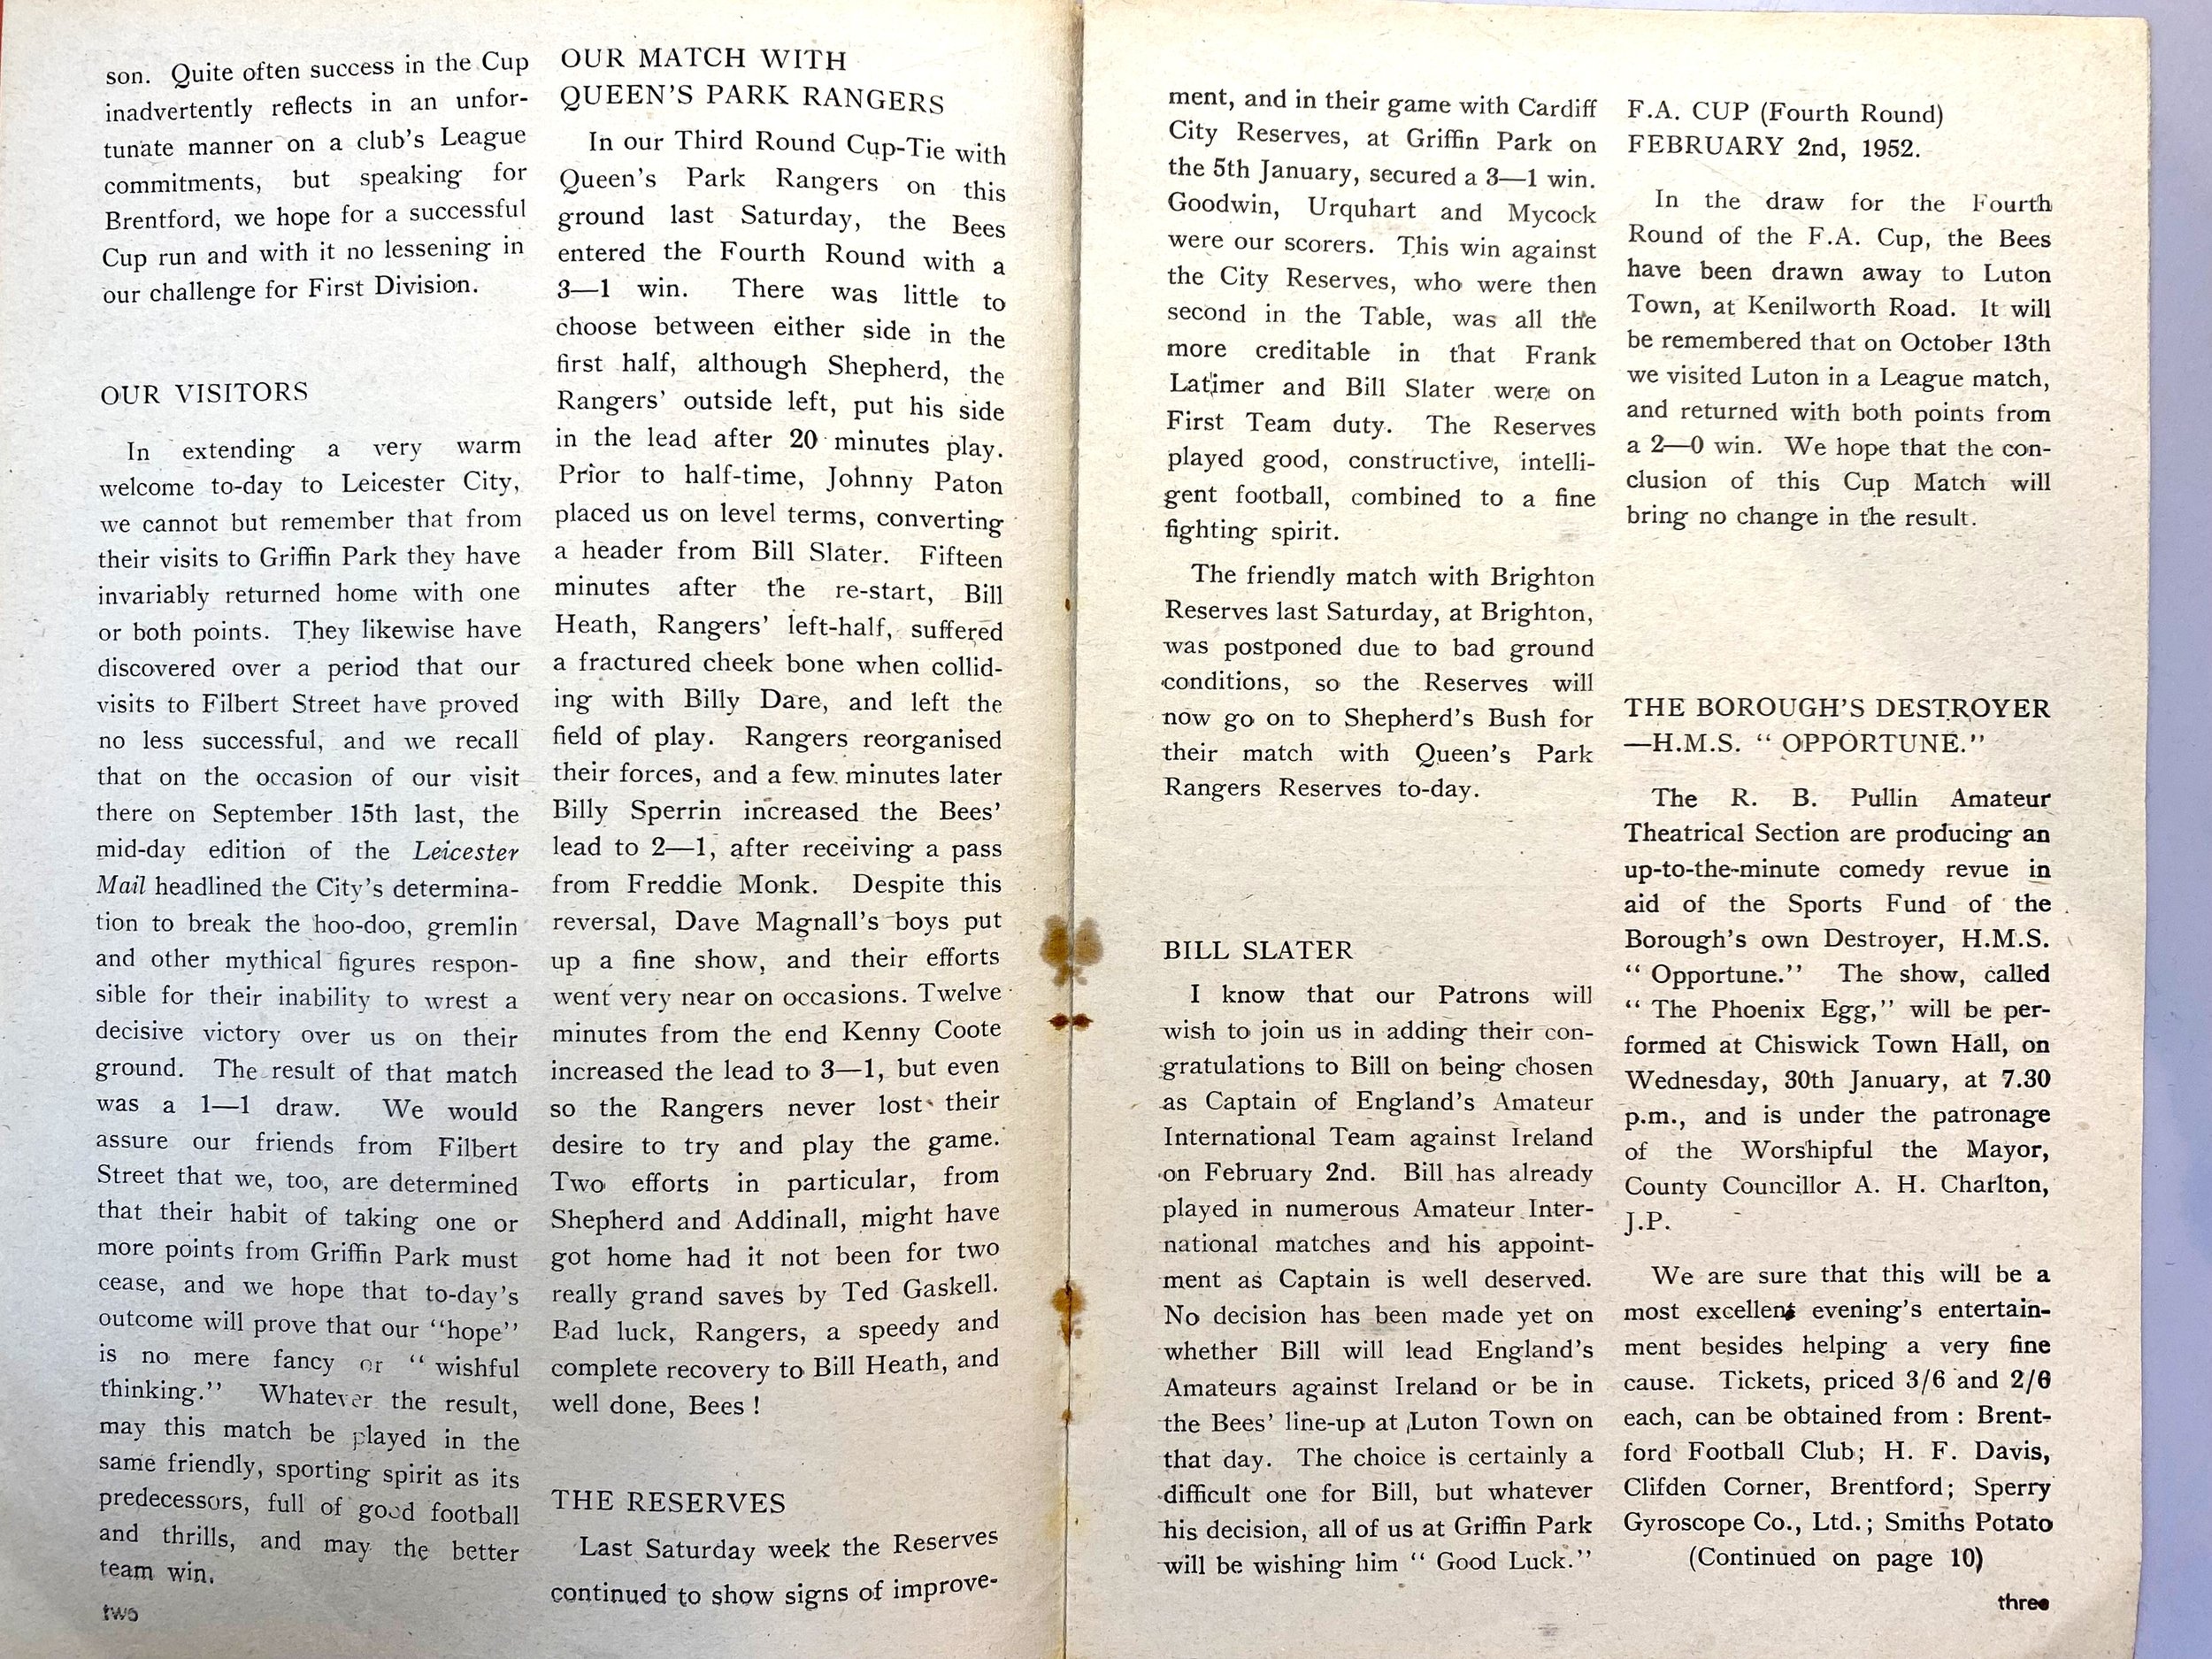 son. Quite often success in the Cup
inadvertently reflects in an unfor-
tunate manner on a club's League
commitments, but speaking for
Brentford, we hope for a successful
Cup run and with it no lessening in
our challenge for First Division.
OUR VISITORS
In extending a very warm
welcome to-day to Leicester City,
we cannot but remember that from
their visits to Griffin Park they have
invariably returned home with one
or both points. They likewise have
discovered over a period that our
visits to Filbert Street have proved
no less successful, and we recall
that on the occasion of our visit
there on September 15th last, the
mid-day edition of the Leicester
Mail headlined the City's determina-
tion to break the hoo-doo, gremlin
and other mythical figures respon-
sible for their inability to wrest a
decisive victory over us on their
ground. The result of that match
was a 1—1 draw. We would
assure our friends from Filbert
Street that we, too, are determined
that their habit of taking one or
more points from Griffin Park must
cease, and we hope that to-day's
outcome will prove that our "hope"
is no mere fancy or " wishful
thinking." Whatever the result,
may this match be played in the
same friendly, sporting spirit as its
predecessors, full of good football
and thrills, and may the better
team win.
two
OUR MATCH WITH
QUEEN'S PARK RANGERS
In our Third Round Cup-Tie with
Queen's Park Rangers on this
ground last Saturday, the Bees
entered the Fourth Round with a
3—1 win. There was little to
choose between either side in the
first half, although Shepherd, the
Rangers' outside left, put his side
in the lead after 20 minutes play.
Prior to half-time, Johnny Paton
placed us on level terms, converting
a header from Bill Slater. Fifteen
minutes after the re-start, Bill
Heath, Rangers' left-half, suffered
a fractured cheek bone when collid-
ing with Billy Dare, and left the
field of play. Rangers reorganised
their forces, and a few minutes later
Billy Sperrin increased the Bees'
lead to 2—1, after receiving a pass
from Freddie Monk. Despite this
reversal, Dave Magnall's boys put
up a fine show, and their efforts
went very near on occasions. Twelve
minutes from the end Kenny Coote
increased the lead to 3—1, but even
so the Rangers never lost their
desire to try and play the game.
Two efforts in particular, from
Shepherd and Addinall, might have
got home had it not been for two
really grand saves by Ted Gaskell.
Bad luck, Rangers, a speedy and
complete recovery to Bill Heath, and
well done, Bees !
THE RESERVES
Last Saturday week the Reserves
continued to show signs of improve-
ment, and in their game with Cardiff
City Reserves, at Griffin Park on
the 5th January, secured a 3—1 win.
Goodwin, Urquhart and Mycock
were our scorers. This win against
the City Reserves, who were then
second in the Table, was all the
more creditable in that Frank
Latimer and Bill Slater were on
First Team duty. The Reserves
played good, constructive, intelli-
gent football, combined to a fine
fighting spirit.
The friendly match with Brighton
Reserves last Saturday, at Brighton,
was postponed due to bad ground
conditions, so the Reserves will
now go on to Shepherd's Bush for
their match with Queen's Park
Rangers Reserves to-day.
BILL SLATER
I know that our Patrons will
wish to join us in adding their con-
gratulations to Bill on being chosen
as Captain of England's Amateur
International Team against Ireland
on February 2nd. Bill has already
played in numerous Amateur Inter-
national matches and his appoint-
ment as Captain is well deserved.
No decision has been made yet on
whether Bill will lead England's
Amateurs against Ireland or be in
the Bees' line-up at Luton Town on
that day. The choice is certainly a
difficult one for Bill, but whatever
his decision, all of us at Griffin Park
will be wishing him " Good Luck."
F.A. CUP (Fourth Round)
FEBRUARY 2nd, 1952.
In the draw for the Fourth
Round of the F.A. Cup, the Bees
have been drawn away to Luton
Town, at Kenilworth Road. It will
be remembered that on October 13th
we visited Luton in a League match,
and returned with both points from
a 2—0 win. We hope that the con-
clusion of this Cup Match will
bring no change in the result.
THE BOROUGH'S DESTROYER
—H.M.S. " OPPORTUNE."
The R. B. Pullin Amateur
Theatrical Section are producing an
up-to-the-minute comedy revue in
aid of the Sports Fund of the
Borough's own Destroyer, H.M.S.
" Opportune." The show, called
" The Phoenix Egg," will be per-
formed at Chiswick Town Hall, on
Wednesday, 30th January, at 7.30
p.m., and is under the patronage
of the Worshipful the Mayor,
County Councillor A. H. Charlton,
J.P.
We are sure that this will be a
most excellent evening's entertain-
ment besides helping a very fine
cause. Tickets, priced 3/6 and 2/6
each, can be obtained from : Brent-
ford Football Club; H. F. Davis,
Clifden Corner, Brentford; Sperry
Gyroscope Co., Ltd.; Smiths Potato
(Continued on page 10)
three